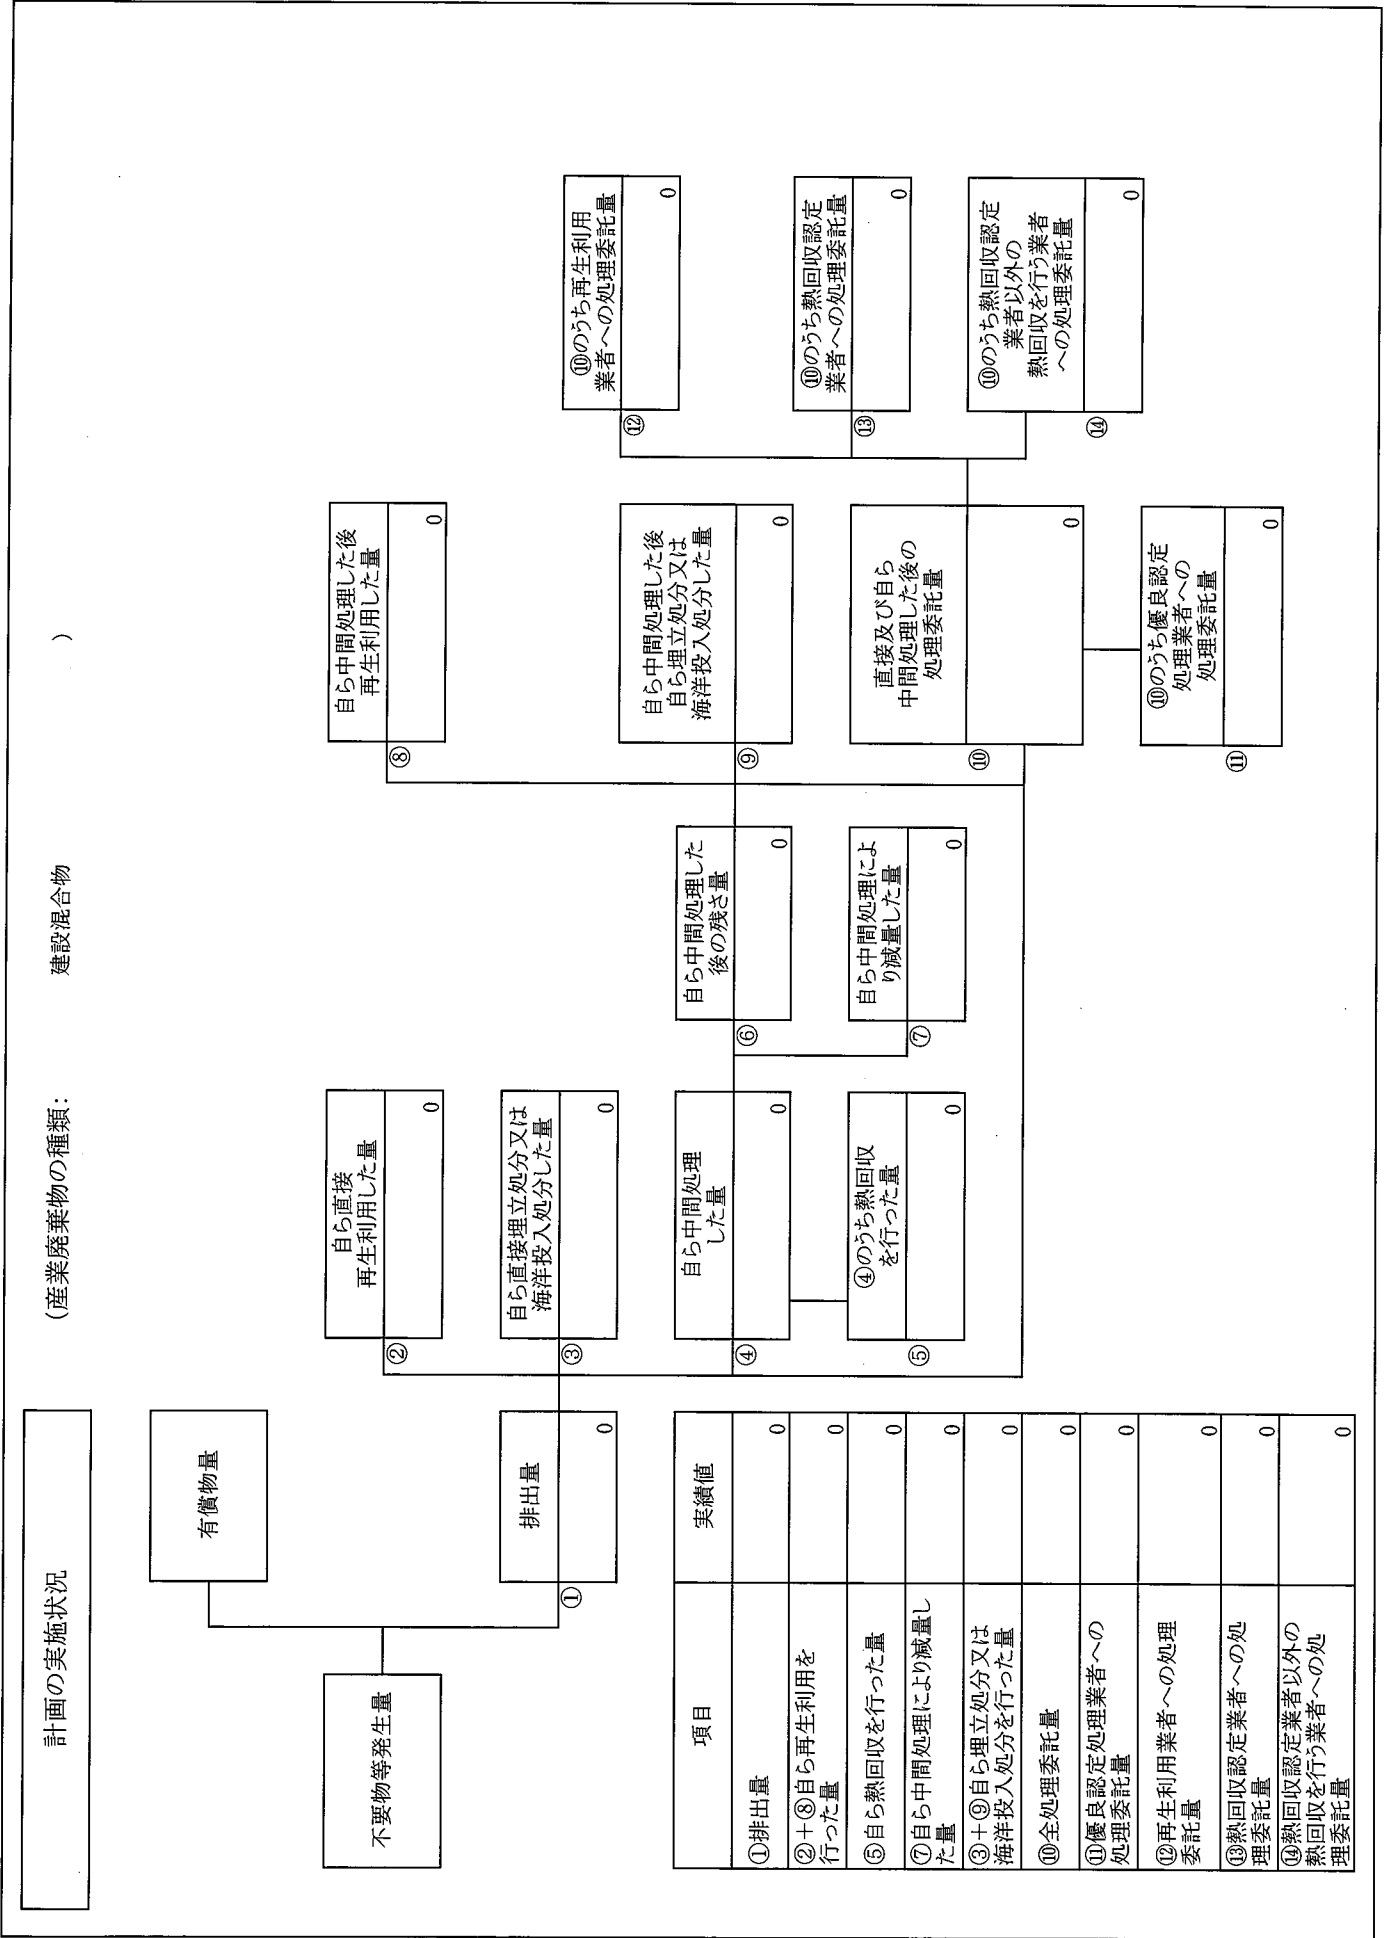 計画の実施状況
(産業廃棄物の種類：
建設混合物
)
有償物量
不要物等発生量
排出量
①
0
自ら直接
再生利用した量
②
0
自ら直接埋立処分又は
海洋投入処分した量
③
0
自ら中間処理
した量
④
0
④のうち熱回収
を行った量
⑤
0
自ら中間処理した
後の残さ量
⑥
0
自ら中間処理によ
り減量した量
⑦
0
自ら中間処理した後
再生利用した量
⑧
0
自ら中間処理した後
自ら埋立処分又は
海洋投入処分した量
⑨
0
直接及び自ら
中間処理した後の
処理委託量
⑩
0
⑩のうち優良認定
処理業者への
処理委託量
⑪
0
⑩のうち再生利用
業者への処理委託量
⑫
0
⑩のうち熱回収認定
業者への処理委託量
⑬
0
⑩のうち熱回収認定
業者以外の
熱回収を行う業者
への処理委託量
⑭
0
項目
実績値
①排出量
0
②＋⑧自ら再生利用を
行った量
0
⑤自ら熱回収を行った量
0
⑦自ら中間処理により減量し
た量
0
③＋⑨自ら埋立処分又は
海洋投入処分を行った量
0
⑩全処理委託量
0
⑪優良認定処理業者への
処理委託量
0
⑫再生利用業者への処理
委託量
0
⑬熱回収認定業者への処
理委託量
0
⑭熱回収認定業者以外の
熱回収を行う業者への処
理委託量
0